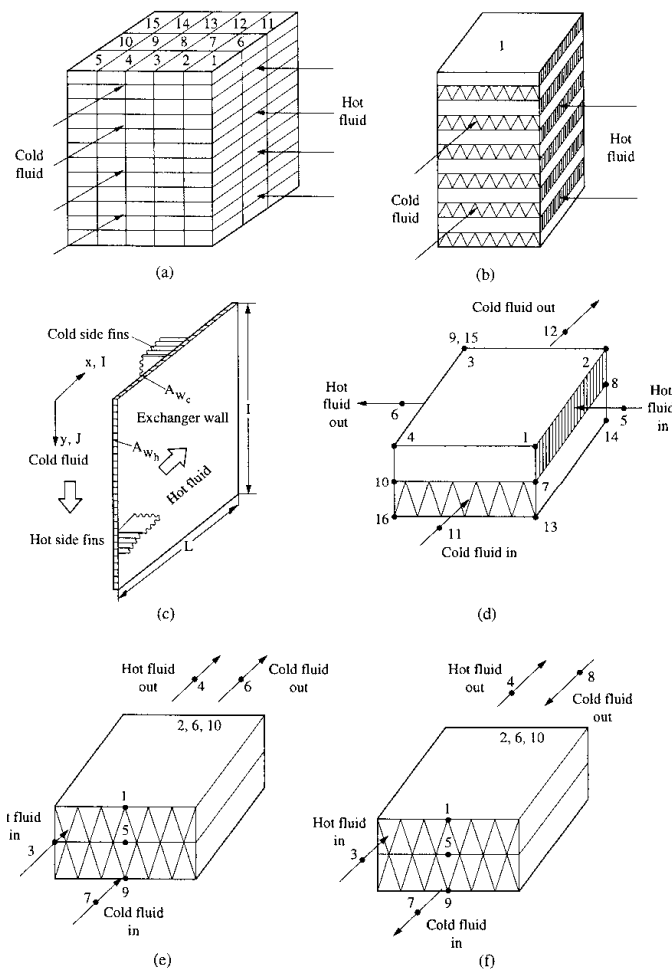 15 14 13 12 11
10 9 8 7 6
5 4 3 2 1
Hot
fluid
Cold
fluid
(a)
1
Hot
fluid
Cold
fluid
(b)
Cold side fins
x, I
A_{w_c}
Exchanger wall
I
y, J
Cold fluid
A_{w_h}
Hot fluid
Hot side fins
L
(c)
Cold fluid out
12
9, 15
3
2
8
Hot
fluid
out
6
Hot
fluid
in
5
14
4
1
10
7
16
13
11
Cold fluid in
(d)
Hot fluid
out
4
Cold fluid
out
6
2, 6, 10
1
t fluid
in
3
5
7
9
Cold fluid
in
(e)
Hot fluid
out
4
8
Cold fluid
out
2, 6, 10
1
Hot fluid
in
3
5
7
9
Cold fluid
in
(f)